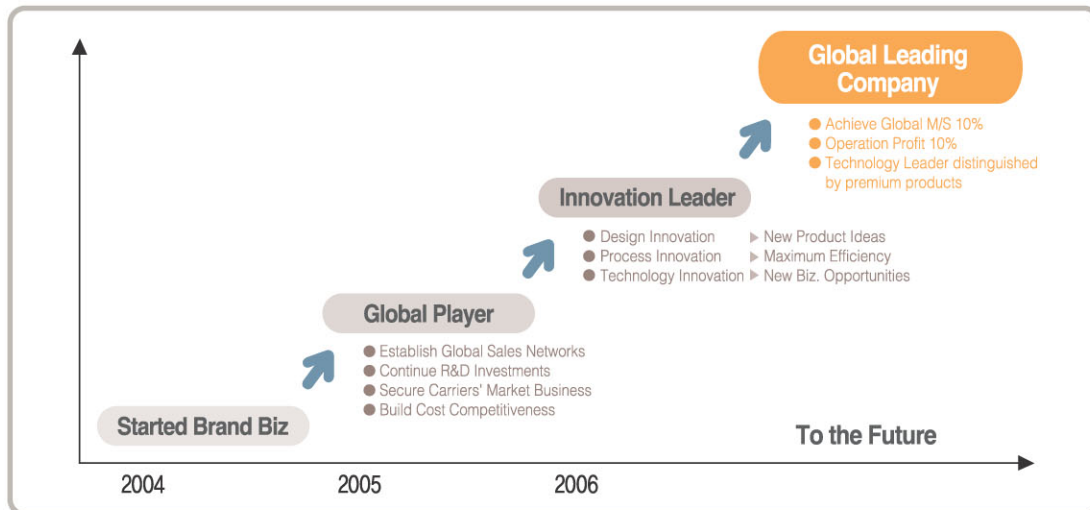 Global Leading
Company
● Achieve Global M/S 10%
● Operation Profit 10%
● Technology Leader distinguished
by premium products
Innovation Leader
● Design Innovation ▶ New Product Ideas
● Process Innovation ▶ Maximum Efficiency
● Technology Innovation ▶ New Biz. Opportunities
Global Player
● Establish Global Sales Networks
● Continue R&D Investments
● Secure Carriers' Market Business
● Build Cost Competitiveness
Started Brand Biz
To the Future
2004 2005 2006